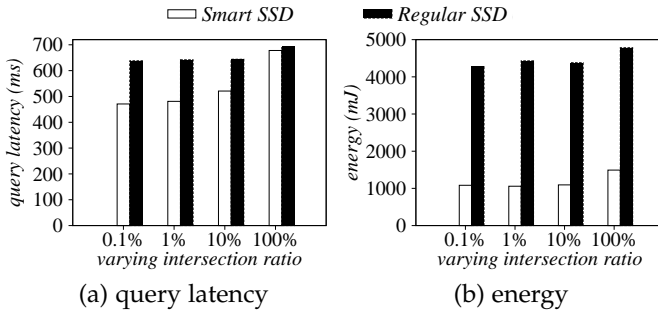 Smart SSD Regular SSD
query latency (ms)
700
600
500
400
300
200
100
0
0.1% 1% 10% 100%
varying intersection ratio
(a) query latency
energy (mJ)
5000
4000
3000
2000
1000
0
0.1% 1% 10% 100%
varying intersection ratio
(b) energy